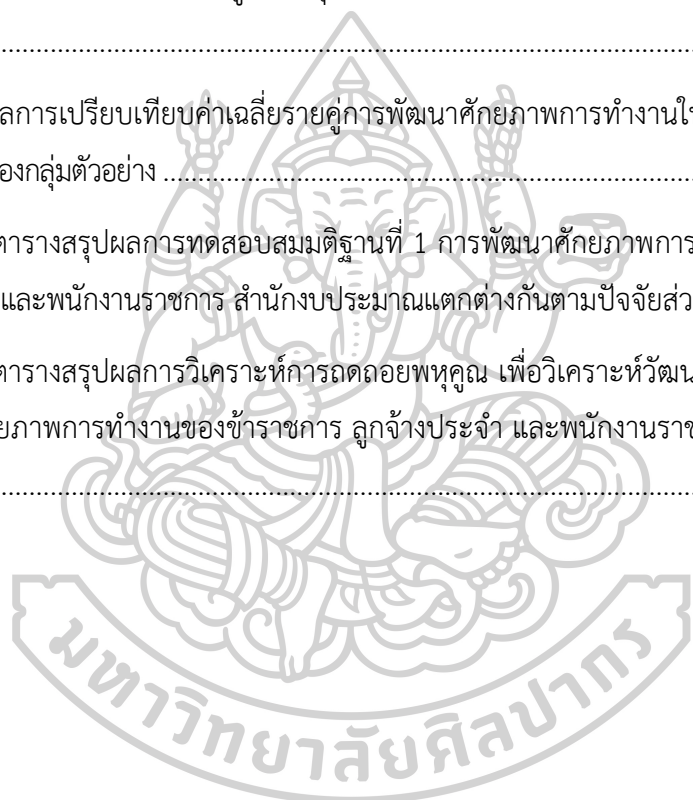 ..........
ลการเปรียบเทียบค่าเฉลี่ยรายคู่การพัฒนาศักยภาพการทำงานใ
องกลุ่มตัวอย่าง ..........
ตารางสรุปผลการทดสอบสมมติฐานที่ 1 การพัฒนาศักยภาพการ
และพนักงานราชการ สำนักงบประมาณแตกต่างกันตามปัจจัยส่ว
ตารางสรุปผลการวิเคราะห์การถดถอยพหุคูณ เพื่อวิเคราะห์วัฒน
ยภาพการทำงานของข้าราชการ ลูกจ้างประจำ และพนักงานราช
..........
มหาวิทยาลัยศิลปากร